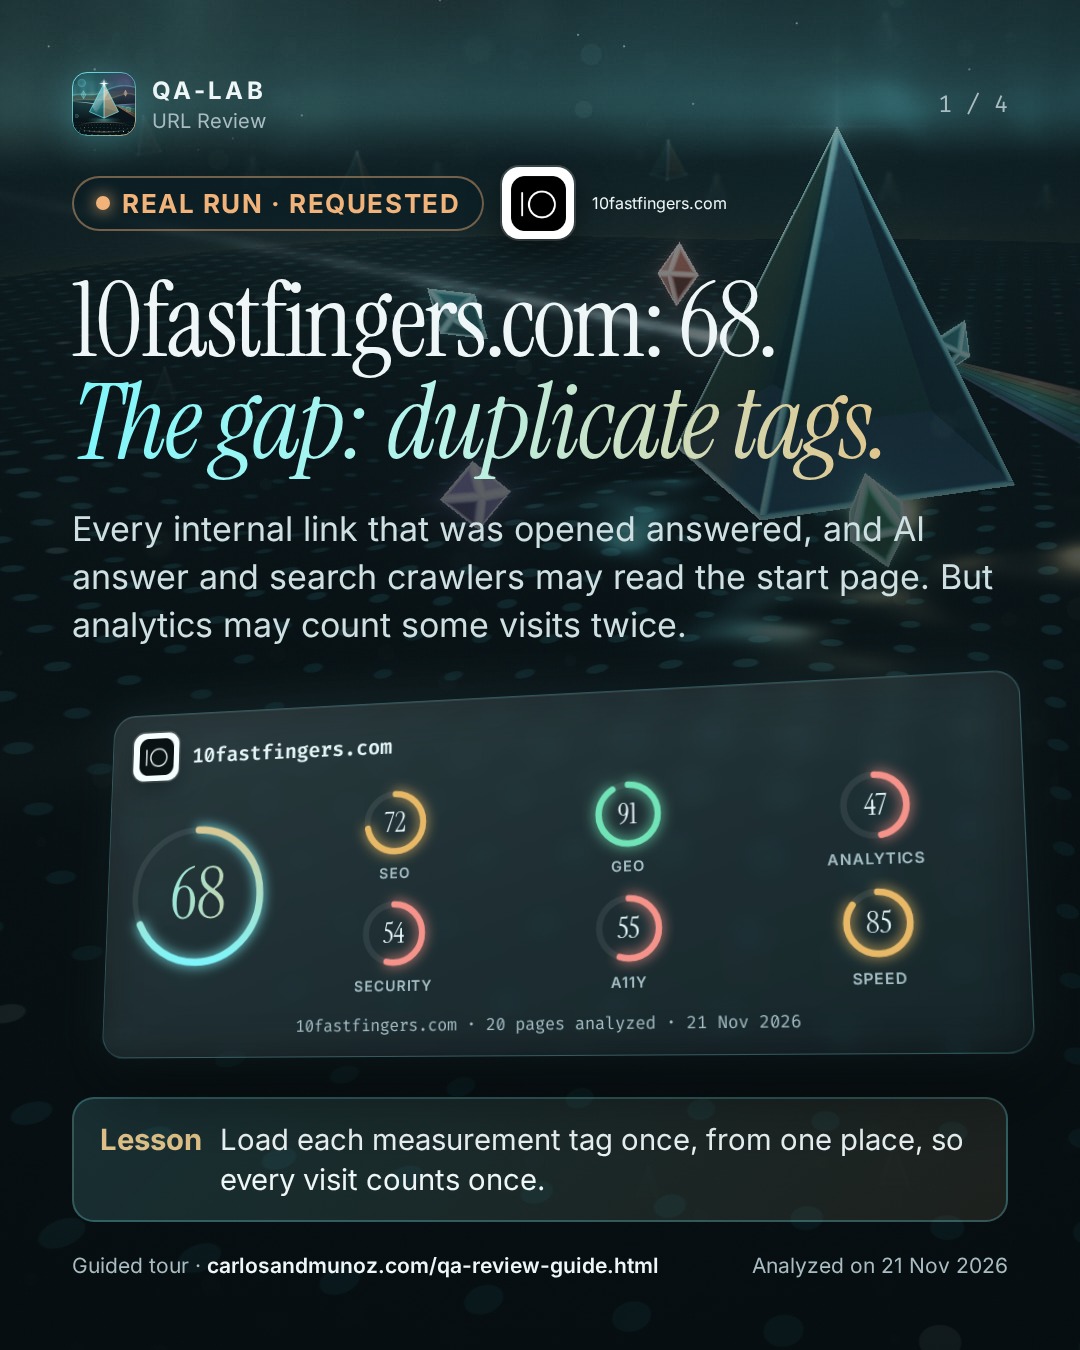 QA-LAB
URL Review
1 / 4
REAL RUN · REQUESTED
10
10fastfingers.com
10fastfingers.com: 68.
The gap: duplicate tags.
Every internal link that was opened answered, and AI
answer and search crawlers may read the start page. But
analytics may count some visits twice.
10
10fastfingers.com
68
72
SEO
91
GEO
47
ANALYTICS
54
SECURITY
55
A11Y
85
SPEED
10fastfingers.com · 20 pages analyzed · 21 Nov 2026
Lesson Load each measurement tag once, from one place, so
every visit counts once.
Guided tour · carlosandmunoz.com/qa-review-guide.html
Analyzed on 21 Nov 2026